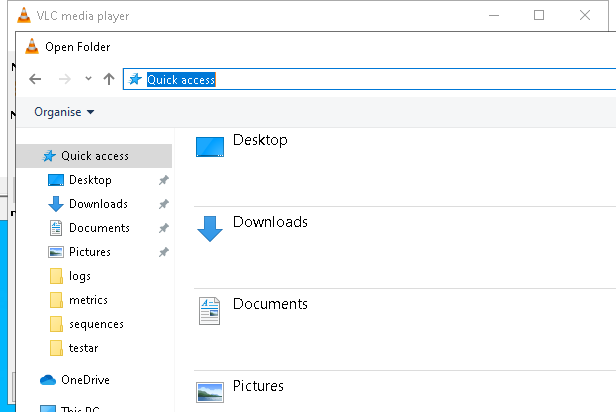 VLC media player
Open Folder
Quick access
Organise
Quick access
Desktop
Downloads
Documents
Pictures
logs
metrics
sequences
testar
OneDrive
This PC
Desktop
Downloads
Documents
Pictures